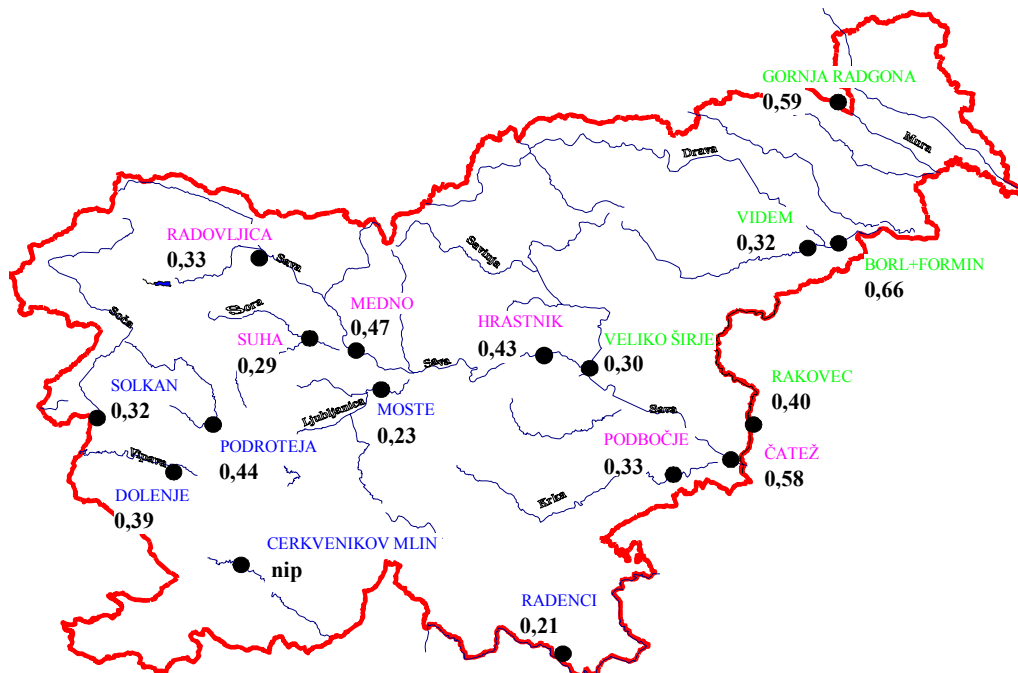 GORNJA RADGONA
0,59
Mura
Drava
VIDEM
0,32
BORL+FORMIN
0,66
RADOVLJICA
0,33
Sava
Savinja
Soča
MEDNO
0,47
SUHA
0,29
HRASTNIK
0,43
VELIKO ŠIRJE
0,30
Sava
SOLKAN
0,32
Ljubljanica
MOSTE
0,23
RAKOVEC
0,40
Sava
PODROTEJA
0,44
Vipava
DOLENJE
0,39
PODBOČJE
0,33
ČATEŽ
0,58
Krka
CERKVENIKOV MLIN
nip
RADENCI
0,21